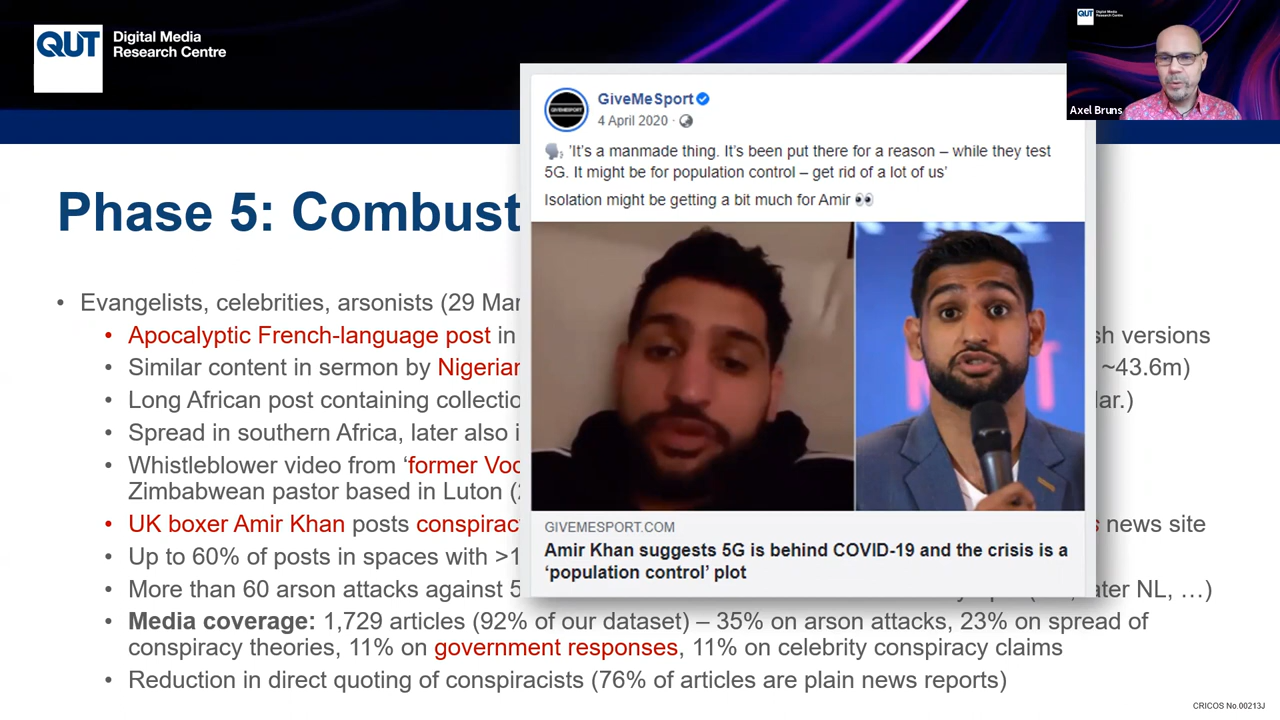 QUT
Digital Media
Research Centre
Axel Bruns
GiveMeSport
4 April 2020 ·
'It's a manmade thing. It's been put there for a reason – while they test
5G. It might be for population control – get rid of a lot of us'
Isolation might be getting a bit much for Amir
GIVEMESPORT.COM
Amir Khan suggests 5G is behind COVID-19 and the crisis is a
'population control' plot
Phase 5: Combust
• Evangelists, celebrities, arsonists (29 Mar
• Apocalyptic French-language post in sh versions
• Similar content in sermon by Nigerian ~43.6m)
• Long African post containing collectio lar.)
• Spread in southern Africa, later also i
• Whistleblower video from 'former Voc
Zimbabwean pastor based in Luton (
• UK boxer Amir Khan posts conspirac s news site
• Up to 60% of posts in spaces with >1
• More than 60 arson attacks against 5 ater NL, …)
• Media coverage: 1,729 articles (92% of our dataset) – 35% on arson attacks, 23% on spread of
conspiracy theories, 11% on government responses, 11% on celebrity conspiracy claims
• Reduction in direct quoting of conspiracists (76% of articles are plain news reports)
CRICOS No.00213J